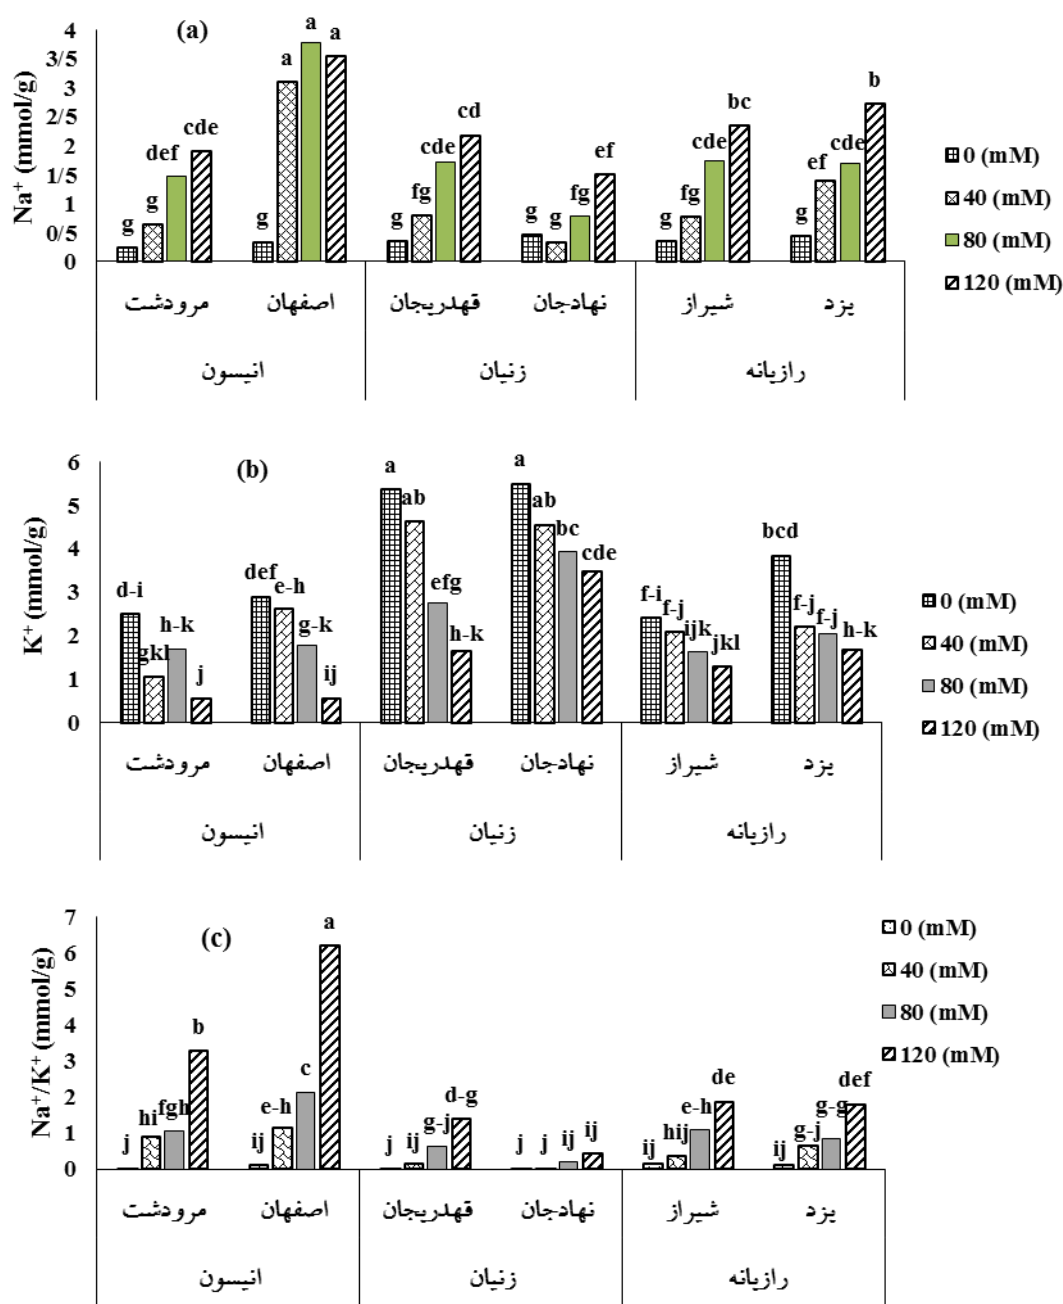 (a)
Na⁺ (mmol/g)
4
3/5
3
2/5
2
1/5
1
0/5
0
g g def cde
g a a a
g fg cde cd
g g fg ef
g fg cde bc
g ef cde b
0 (mM)
40 (mM)
80 (mM)
120 (mM)
مرودشت اصفهان قهدریجان نهادجان شیراز یزد
انیسون زنیان رازیانه
(b)
K⁺ (mmol/g)
6
5
4
3
2
1
0
d-i gkl h-k j
def e-h g-k ij
a ab efg h-k
a ab bc cde
f-i f-j ijk jkl
bcd f-j f-j h-k
0 (mM)
40 (mM)
80 (mM)
120 (mM)
مرودشت اصفهان قهدریجان نهادجان شیراز یزد
انیسون زنیان رازیانه
(c)
Na⁺/K⁺ (mmol/g)
7
6
5
4
3
2
1
0
j hi fgh b
ij e-h c a
j ij g-j d-g
j j ij ij
ij hij e-h de
ij g-j g-g def
0 (mM)
40 (mM)
80 (mM)
120 (mM)
مرودشت اصفهان قهدریجان نهادجان شیراز یزد
انیسون زنیان رازیانه